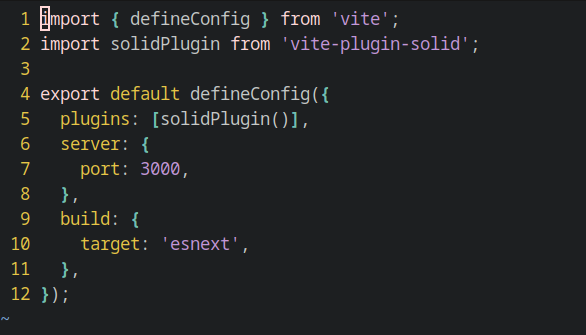 1 import { defineConfig } from 'vite';
2 import solidPlugin from 'vite-plugin-solid';
3
4 export default defineConfig({
5   plugins: [solidPlugin()],
6   server: {
7     port: 3000,
8   },
9   build: {
10     target: 'esnext',
11   },
12 });
~